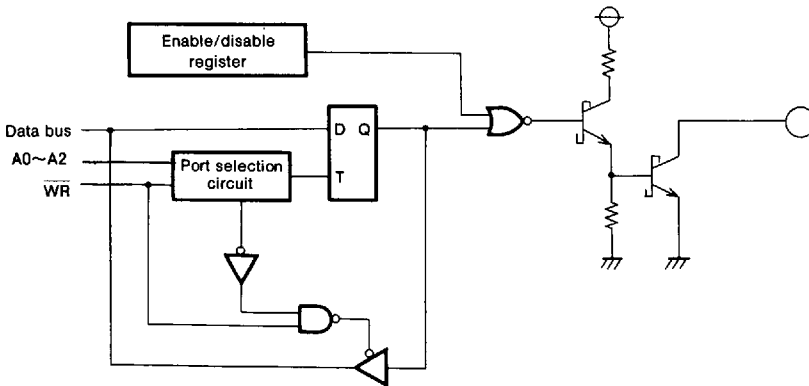 Enable/disable
register
Data bus
D Q
A0~A2
Port selection
circuit
T
WR